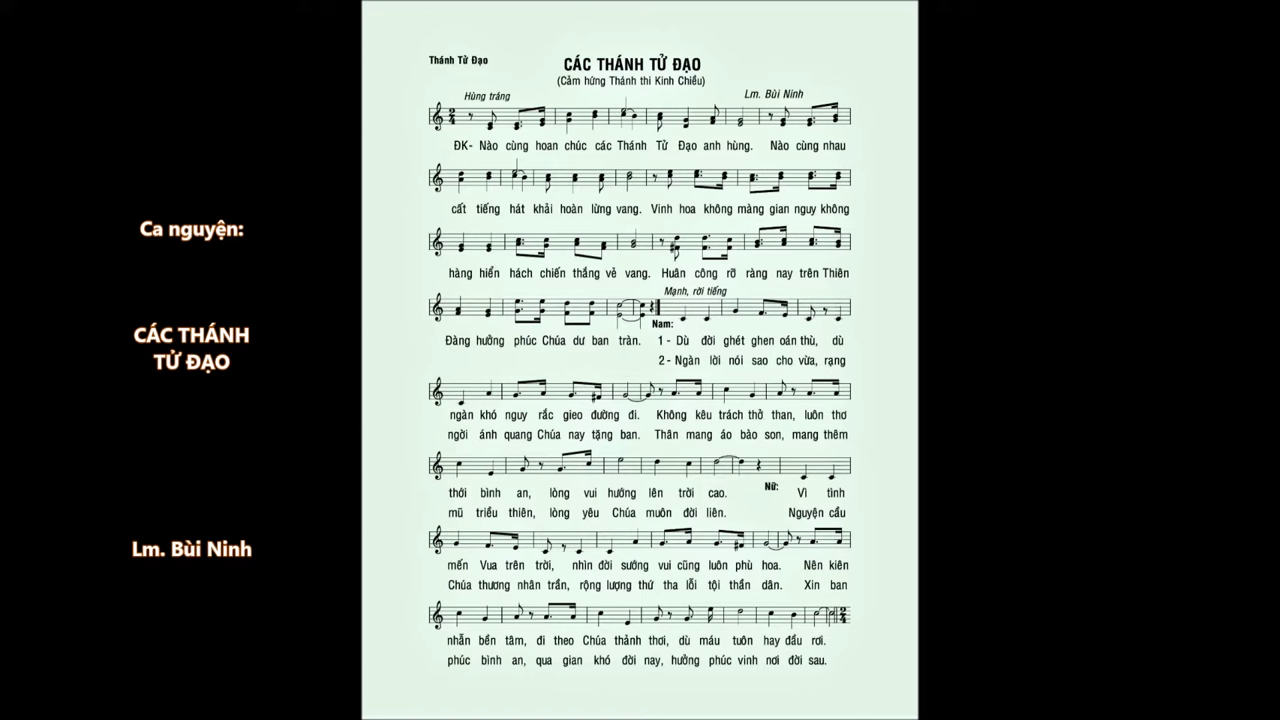 Ca nguyện:
CÁC THÁNH
TỬ ĐẠO
Lm. Bùi Ninh
Thánh Tử Đạo
CÁC THÁNH TỬ ĐẠO
(Cảm hứng Thánh thi Kinh Chiều)
Hùng tráng
Lm. Bùi Ninh
ĐK- Nào cùng hoan chúc các Thánh Tử Đạo anh hùng. Nào cùng nhau
cất tiếng hát khải hoàn lừng vang. Vinh hoa không màng gian nguy không
hàng hiển hách chiến thắng vẻ vang. Huân công rỡ ràng nay trên Thiên
Mạnh, rời tiếng
Nam:
Đàng hưởng phúc Chúa dư ban tràn. 1- Dù đời ghét ghen oán thù, dù
2- Ngàn lời nói sao cho vừa, rạng
ngàn khó nguy rắc gieo đường đi. Không kêu trách thở than, luôn thơ
ngời ánh quang Chúa nay tặng ban. Thân mang áo bào son, mang thêm
Nữ:
thới bình an, lòng vui hướng lên trời cao. Vì tình
mũ triều thiên, lòng yêu Chúa muôn đời liên. Nguyện cầu
mến Vua trên trời, nhìn đời sướng vui cũng luôn phù hoa. Nên kiên
Chúa thương nhân trần, rộng lượng thứ tha lỗi tội thần dân. Xin ban
nhẫn bền tâm, đi theo Chúa thảnh thơi, dù máu tuôn hay đầu rơi.
phúc bình an, qua gian khó đời nay, hưởng phúc vinh nơi đời sau.